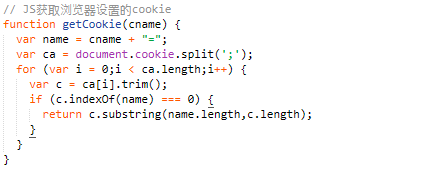 // JS获取浏览器设置的cookie
function getCookie(cname) {
  var name = cname + "=";
  var ca = document.cookie.split(';');
  for (var i = 0;i < ca.length;i++) {
    var c = ca[i].trim();
    if (c.indexOf(name) === 0) {
      return c.substring(name.length,c.length);
    }
  }
}